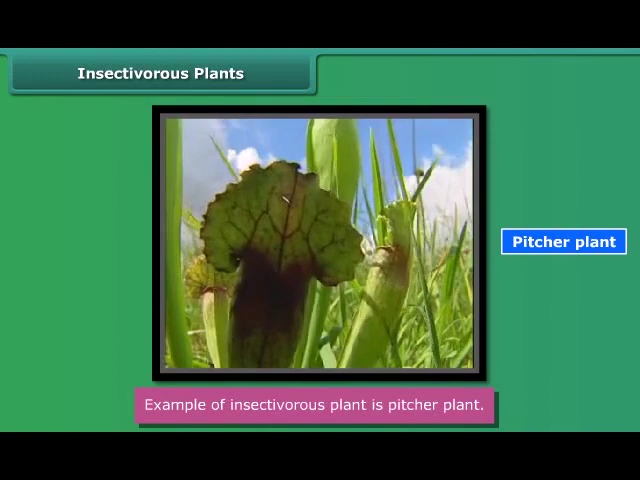 Insectivorous Plants
Pitcher plant
Example of insectivorous plant is pitcher plant.